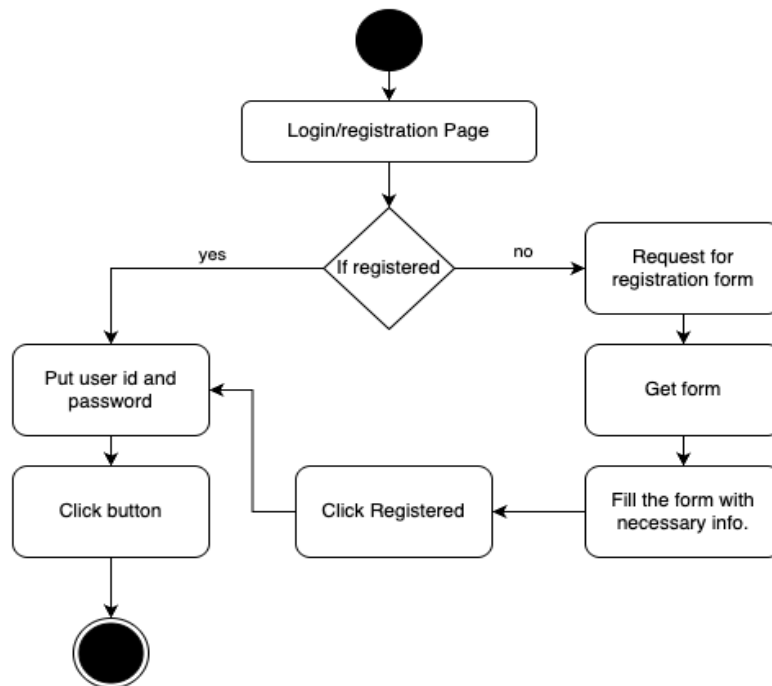 Login/registration Page
If registered
yes
no
Request for
registration form
Put user id and
password
Get form
Click button
Click Registered
Fill the form with
necessary info.